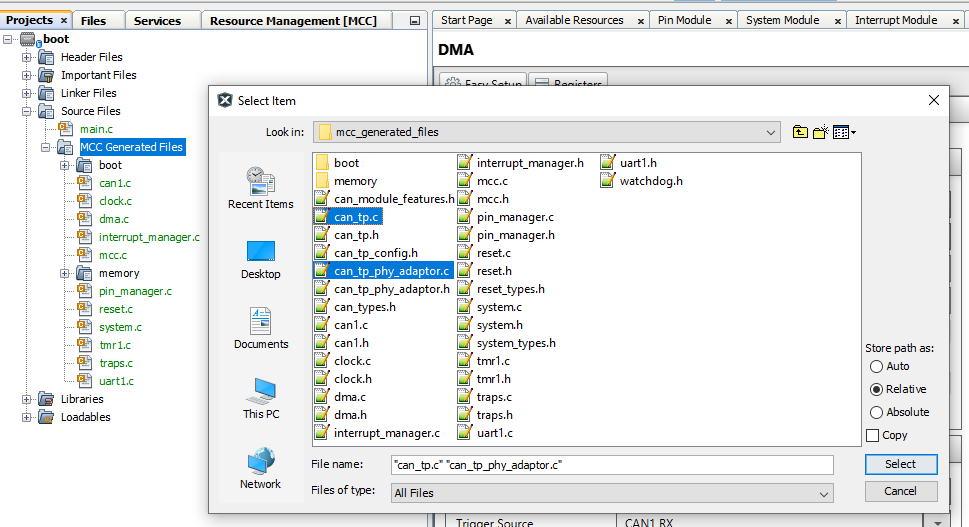 Projects × Files Services Resource Management [MCC]
Start Page × Available Resources × Pin Module × System Module × Interrupt Module ×
boot
Header Files
Important Files
Linker Files
Source Files
main.c
MCC Generated Files
boot
can1.c
clock.c
dma.c
interrupt_manager.c
mcc.c
memory
pin_manager.c
reset.c
system.c
tmr1.c
traps.c
uart1.c
Libraries
Loadables
DMA
Easy Setup Registers
Select Item
Look in: mcc_generated_files
Recent Items
Desktop
Documents
This PC
Network
boot
memory
can_module_features.h
can_tp.c
can_tp.h
can_tp_config.h
can_tp_phy_adaptor.c
can_tp_phy_adaptor.h
can_types.h
can1.c
can1.h
clock.c
clock.h
dma.c
dma.h
interrupt_manager.c
interrupt_manager.h
mcc.c
mcc.h
pin_manager.c
pin_manager.h
reset.c
reset.h
reset_types.h
system.c
system.h
system_types.h
tmr1.c
tmr1.h
traps.c
traps.h
uart1.c
uart1.h
watchdog.h
Store path as:
Auto
Relative
Absolute
Copy
File name: "can_tp.c" "can_tp_phy_adaptor.c"
Select
Files of type: All Files
Cancel
Trigger Source CAN1 RX